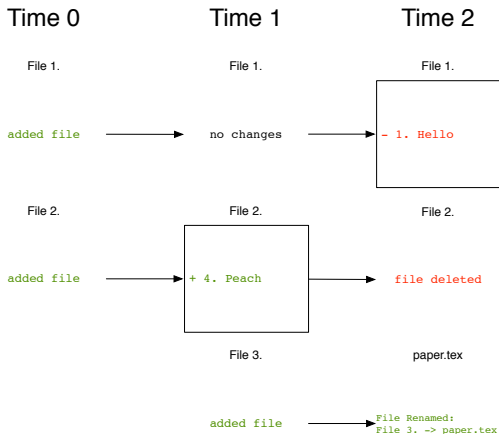 Time 0 Time 1 Time 2
File 1. File 1. File 1.
added file no changes - 1. Hello
File 2. File 2. File 2.
added file + 4. Peach file deleted
File 3. paper.tex
added file File Renamed:
File 3. -> paper.tex